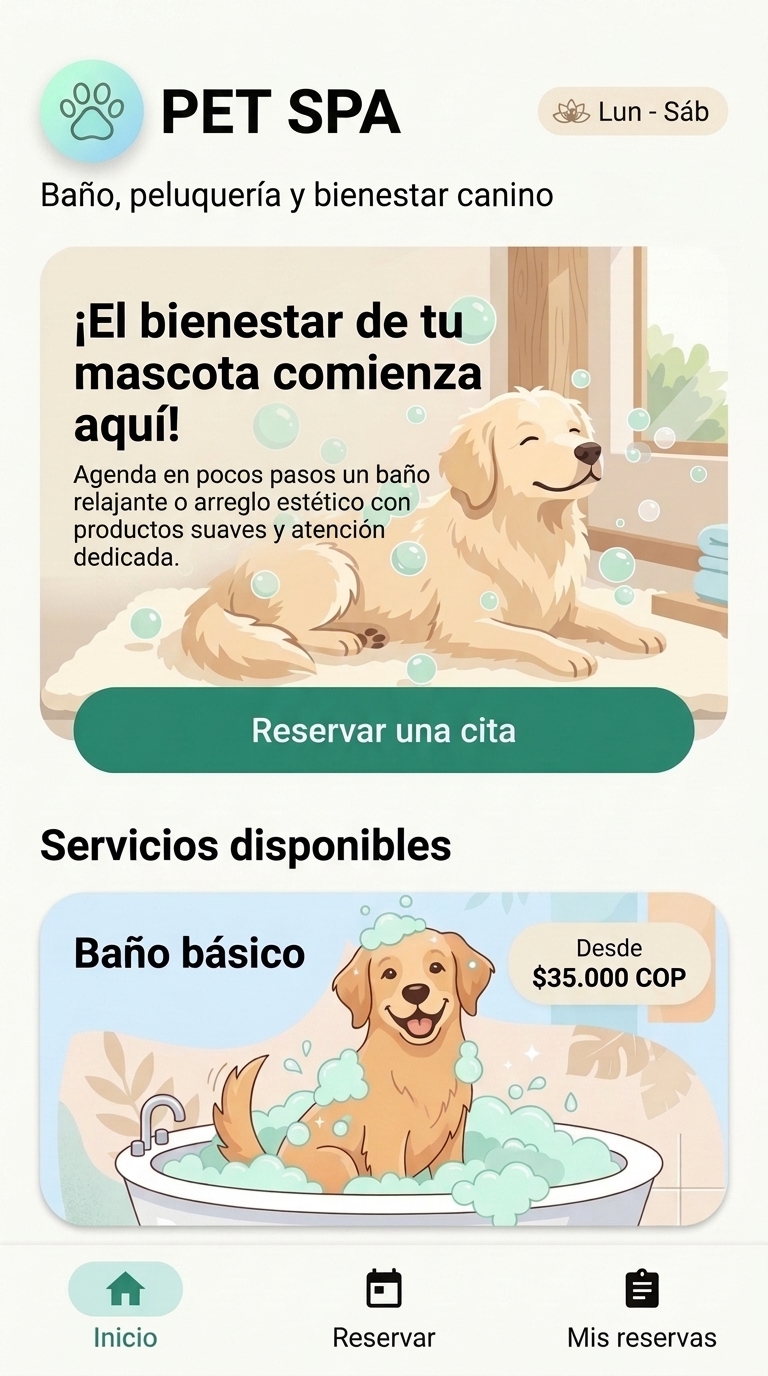 PET SPA
Lun - Sáb
Baño, peluquería y bienestar canino
¡El bienestar de tu
mascota comienza
aquí!
Agenda en pocos pasos un baño
relajante o arreglo estético con
productos suaves y atención
dedicada.
Reservar una cita
Servicios disponibles
Baño básico
Desde
$35.000 COP
Inicio
Reservar
Mis reservas